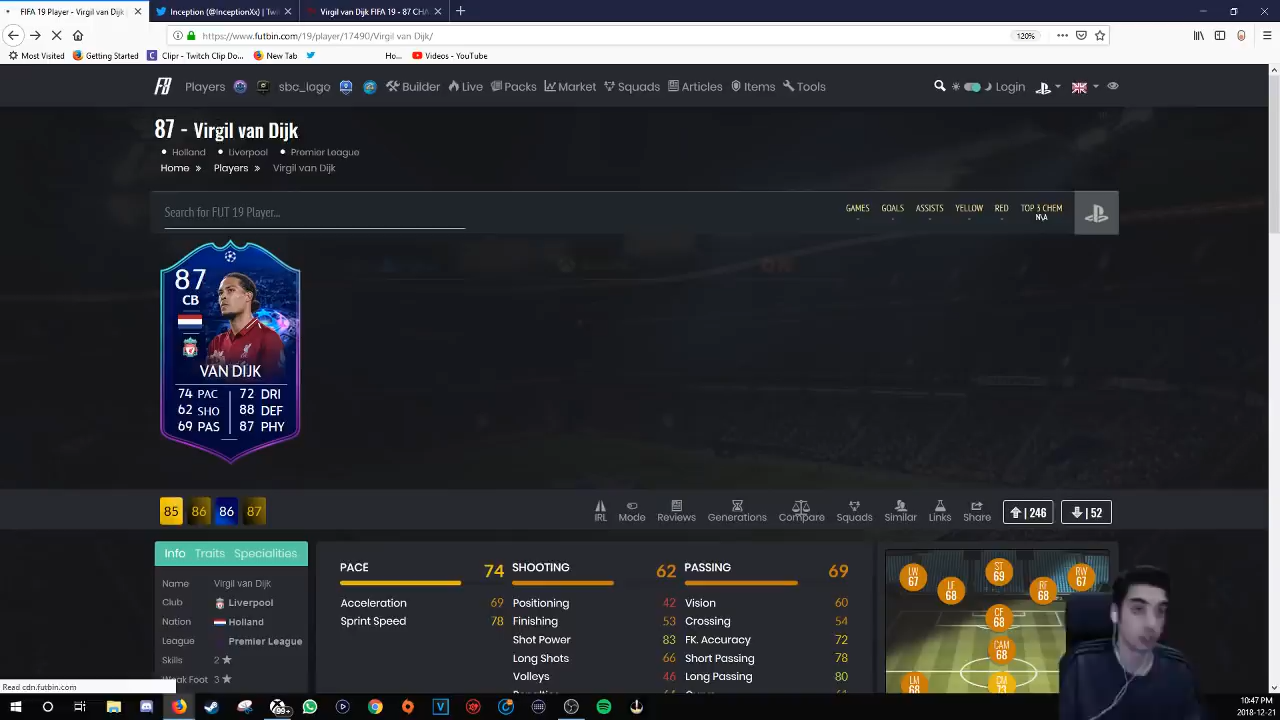 FIFA 19 Player - Virgil van Dijk
Inception (@InceptionXx) | Twi
Virgil van Dijk FIFA 19 - 87 CHA
https://www.futbin.com/19/player/17490/Virgil van Dijk/
120%
Most Visited Getting Started Clipr - Twitch Clip Do... New Tab Ho... Videos - YouTube
Players sbc_logo Builder Live Packs Market Squads Articles Items Tools Login
87 - Virgil van Dijk
Holland Liverpool Premier League
Home » Players » Virgil van Dijk
Search for FUT 19 Player...
GAMES GOALS ASSISTS YELLOW RED TOP 3 CHEM
- - - - - N\A
87
CB
VAN DIJK
74 PAC 72 DRI
62 SHO 88 DEF
69 PAS 87 PHY
85 86 86 87
IRL Mode Reviews Generations Compare Squads Similar Links Share 246 52
Info Traits Specialities
Name Virgil van Dijk
Club Liverpool
Nation Holland
League Premier League
Skills 2
Weak Foot 3
PACE 74
Acceleration 69
Sprint Speed 78
SHOOTING 62
Positioning 42
Finishing 53
Shot Power 83
Long Shots 66
Volleys 46
PASSING 69
Vision 60
Crossing 54
FK. Accuracy 72
Short Passing 78
Long Passing 80
LW 67
ST 69
RW 67
LF 68
RF 68
CF 68
CAM 68
LM 68
CM 73
Read cdn.futbin.com
99+
10:47 PM
2018-12-21